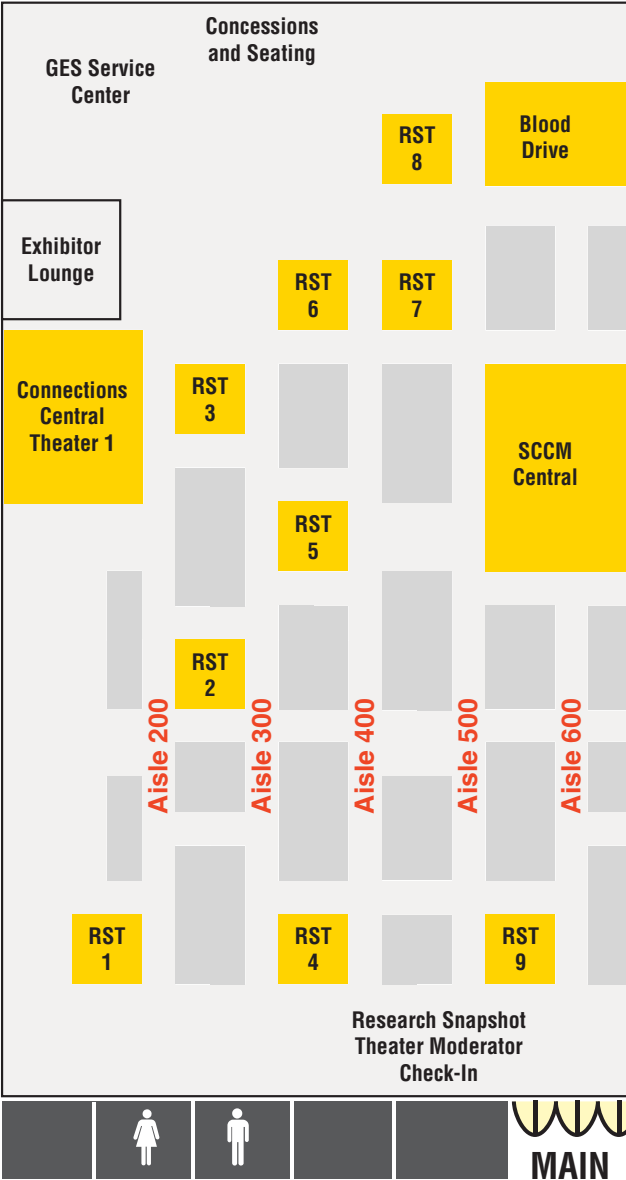 Concessions
and Seating
GES Service
Center
RST
8
Blood
Drive
Exhibitor
Lounge
RST
6
RST
7
Connections
Central
Theater 1
RST
3
SCCM
Central
RST
5
RST
2
Aisle 200
Aisle 300
Aisle 400
Aisle 500
Aisle 600
RST
1
RST
4
RST
9
Research Snapshot
Theater Moderator
Check-In
MAIN